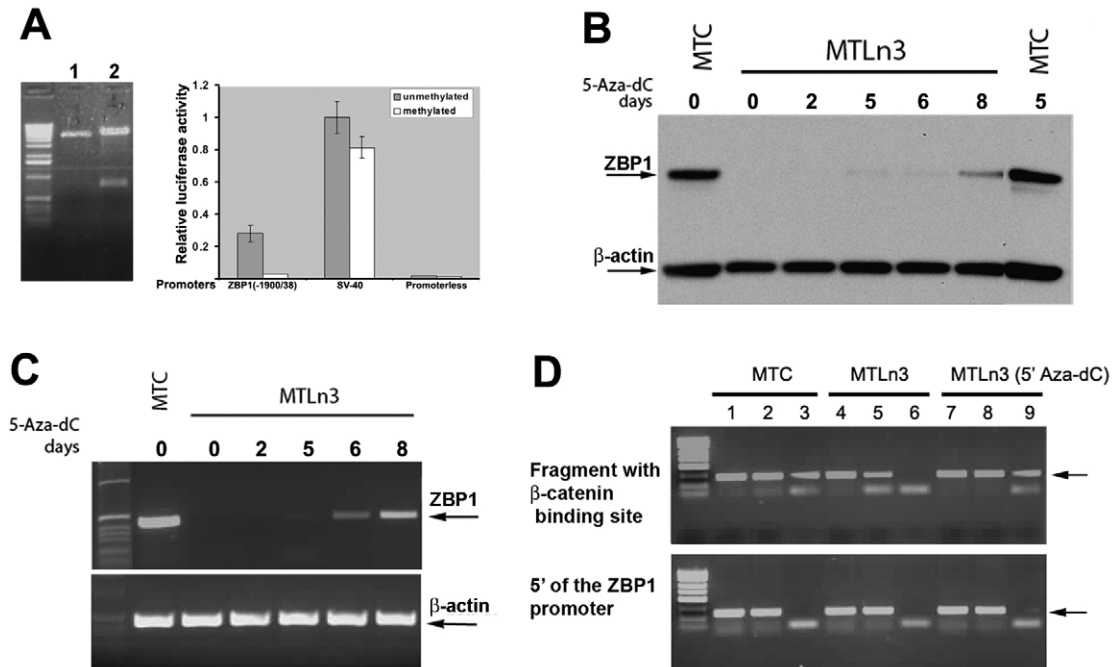 A
1 2
Relative luciferase activity
1.2
1
0.8
0.6
0.4
0.2
unmethylated
methylated
Promoters ZBP1(-1900/38) SV-40 Promoterless
B
MTC MTLn3 MTC
5-Aza-dC
days 0 0 2 5 6 8 5
ZBP1
β-actin
C
MTC MTLn3
5-Aza-dC
days 0 0 2 5 6 8
ZBP1
β-actin
D
MTC MTLn3 MTLn3 (5' Aza-dC)
1 2 3 4 5 6 7 8 9
Fragment with
β-catenin
binding site
5' of the ZBP1
promoter